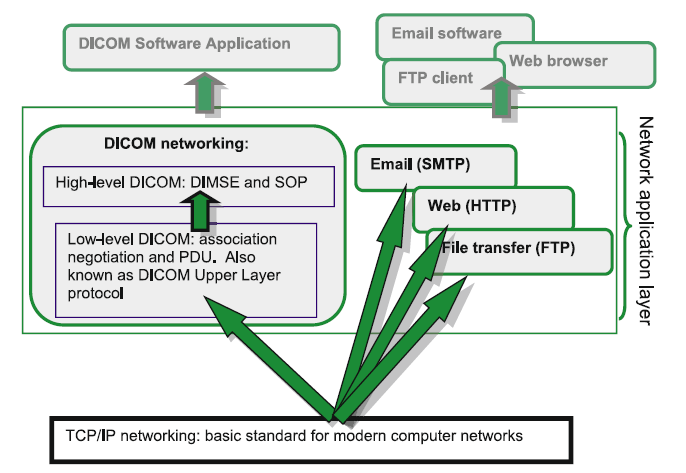 DICOM Software Application
Email software
Web browser
FTP client
DICOM networking:
High-level DICOM: DIMSE and SOP
Low-level DICOM: association
negotiation and PDU. Also
known as DICOM Upper Layer
protocol
Email (SMTP)
Web (HTTP)
File transfer (FTP)
Network application layer
TCP/IP networking: basic standard for modern computer networks